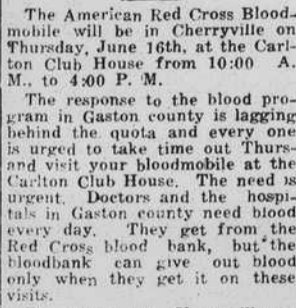 The American Red Cross Blood-
mobile will be in Cherryville on
Thursday, June 16th, at the Carl-
ton Club House from 10:00 A.
M., to 4:00 P. M.
The response to the blood pro-
gram in Gaston county is lagging
behind the quota and every one
is urged to take time out Thurs-
and visit your bloodmobile at the
Carlton Club House. The need is
urgent. Doctors and the hospi-
tals in Gaston county need blood
every day. They get from the
Red Cross blood bank, but the
bloodbank can give out blood
only when they get it on these
visits.